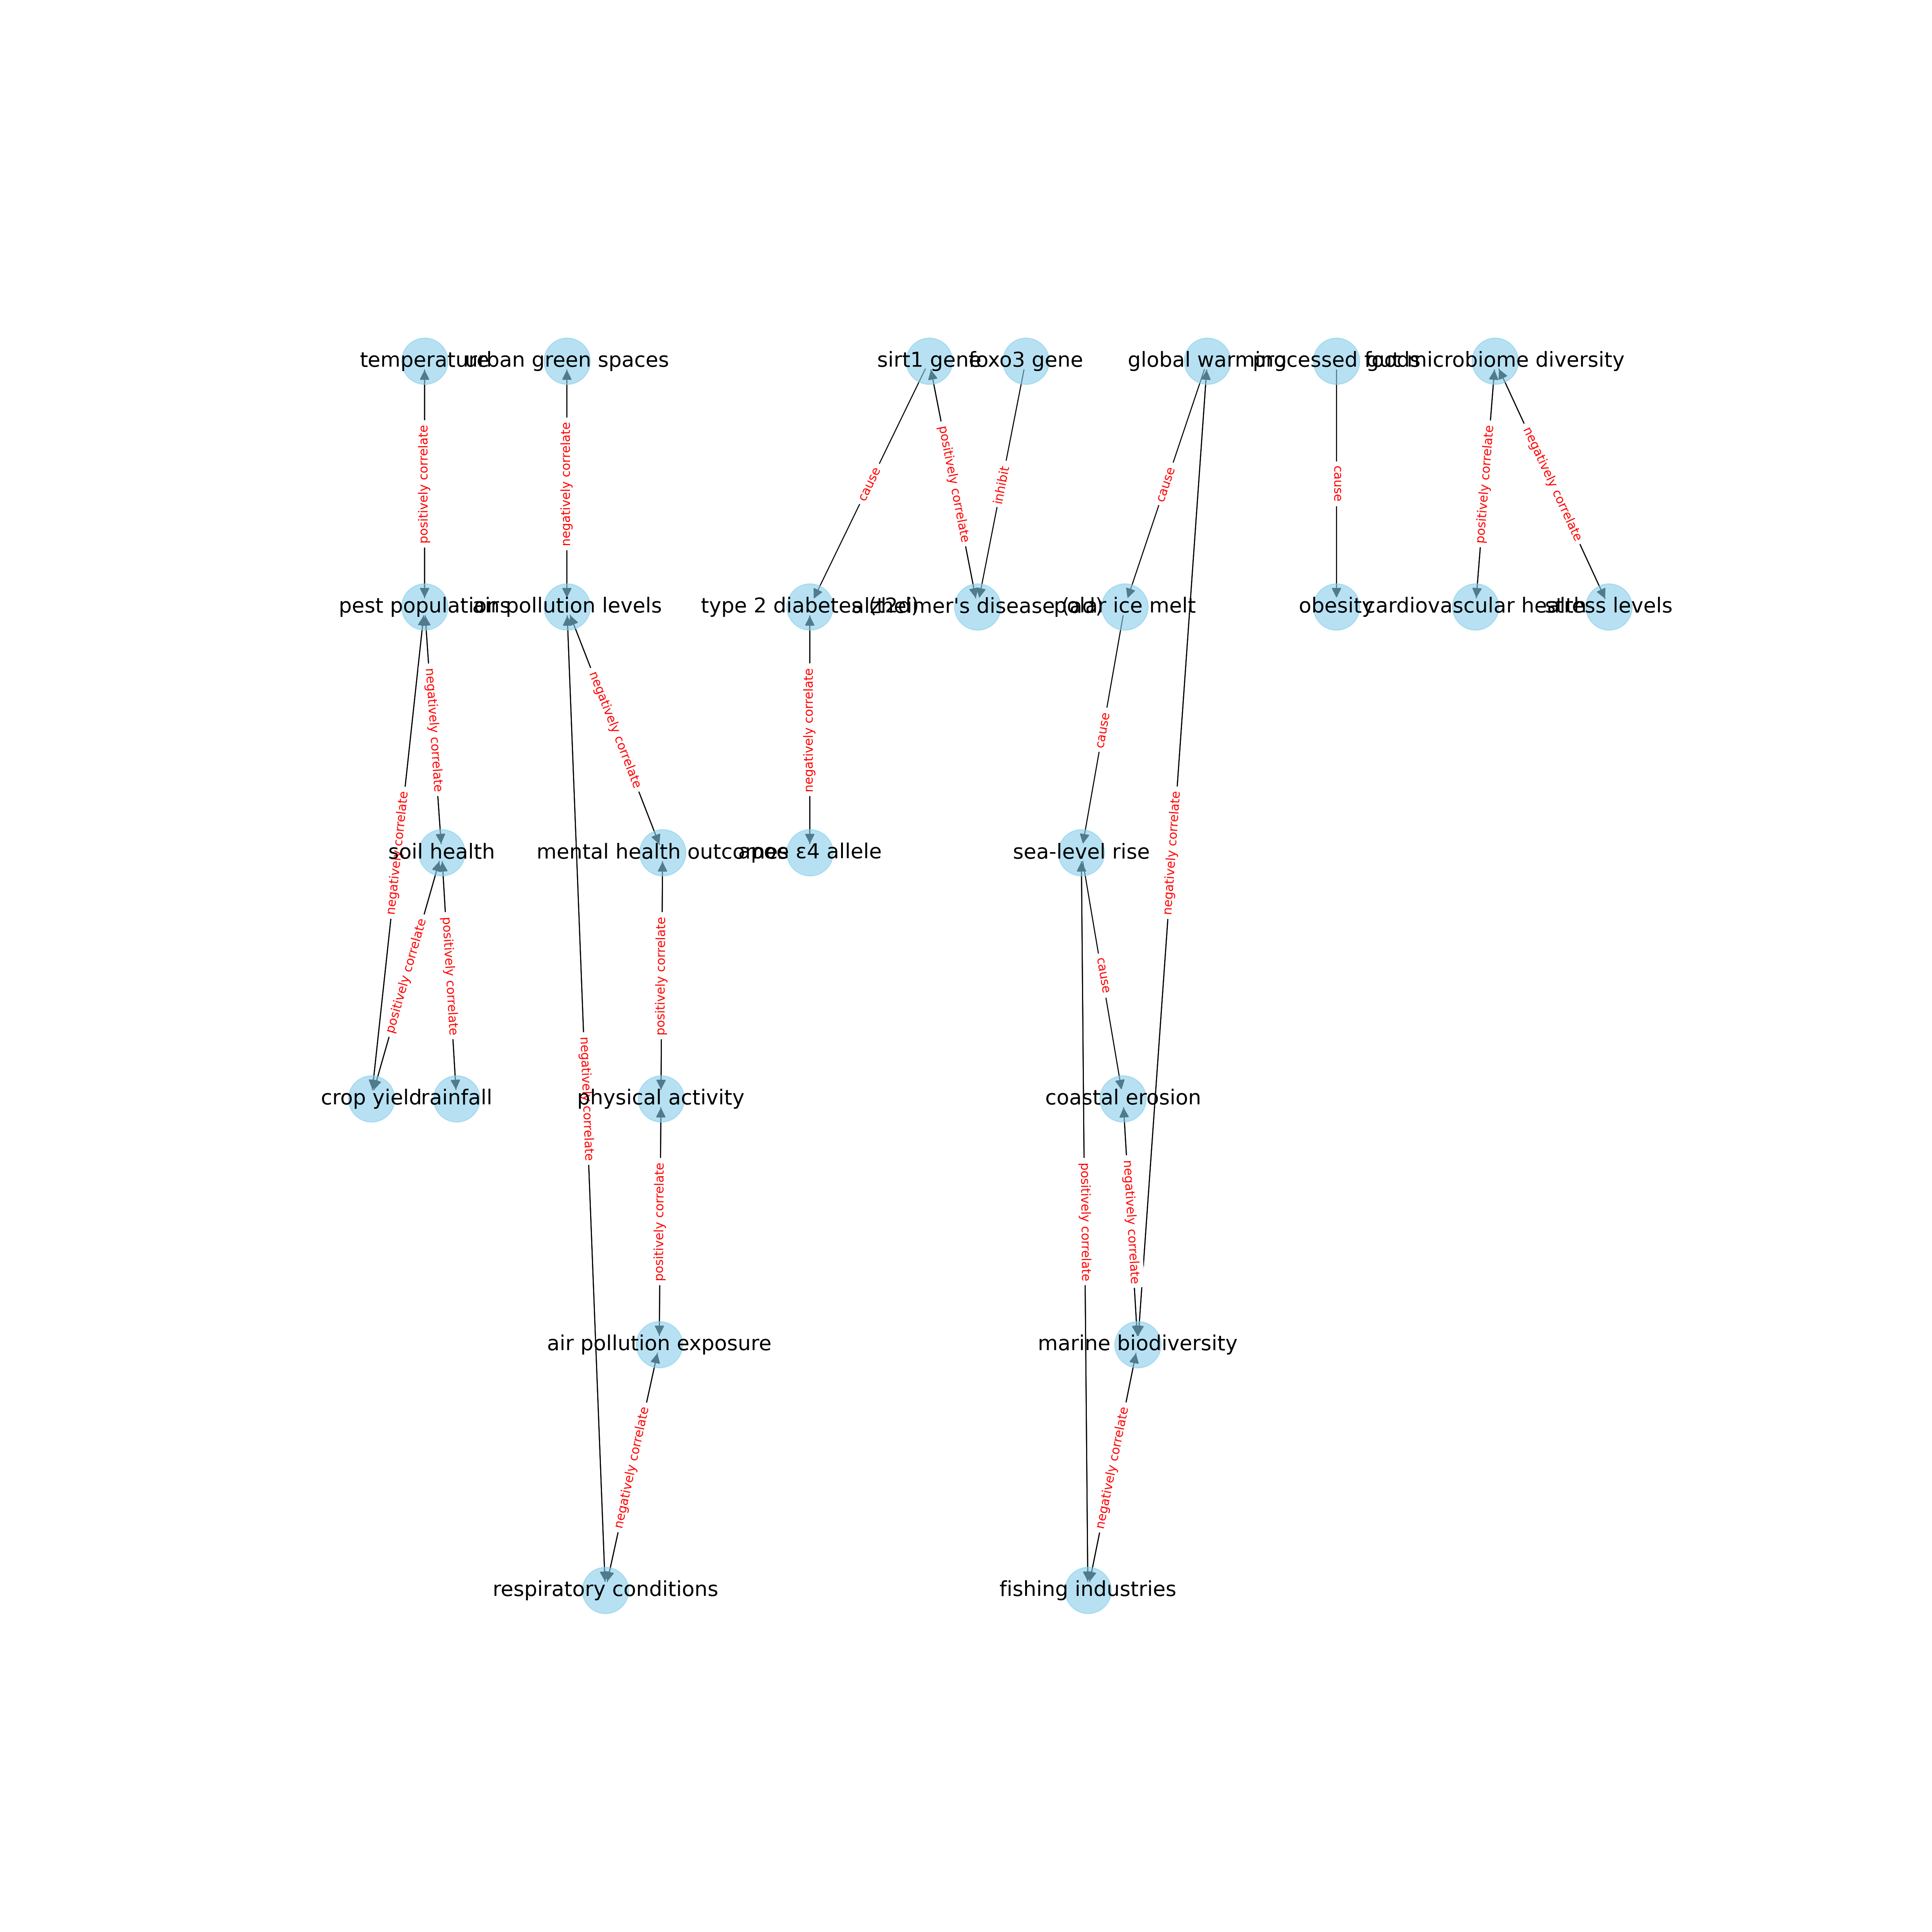 temperature
urban green spaces
sirt1 gene
foxo3 gene
global warming
processed foods
gut microbiome diversity
positively correlate
negatively correlate
cause
positively correlate
inhibit
cause
cause
positively correlate
negatively correlate
pest populations
air pollution levels
type 2 diabetes (t2d)
alzheimer's disease (ad)
polar ice melt
obesity
cardiovascular health
stress levels
negatively correlate
negatively correlate
negatively correlate
cause
negatively correlate
negatively correlate
soil health
mental health outcomes
apoe ε4 allele
sea-level rise
positively correlate
positively correlate
positively correlate
cause
crop yield
rainfall
physical activity
coastal erosion
negatively correlate
positively correlate
positively correlate
negatively correlate
air pollution exposure
marine biodiversity
negatively correlate
negatively correlate
respiratory conditions
fishing industries